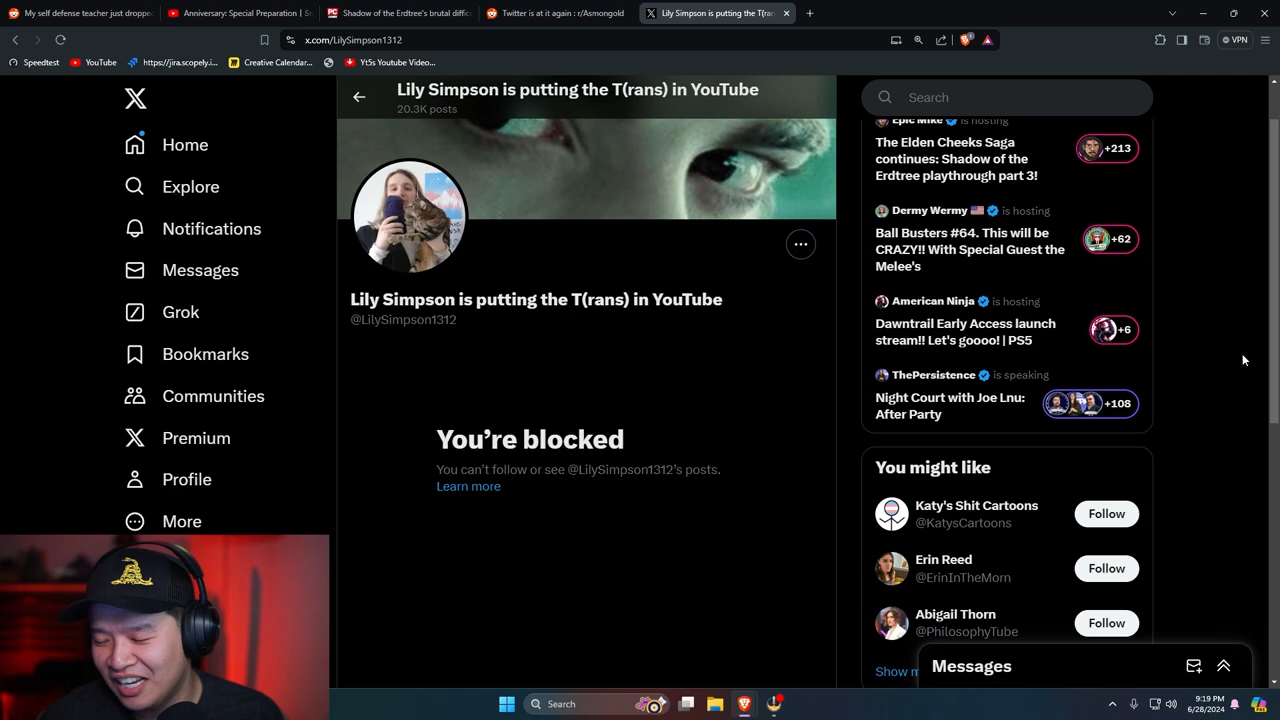 My self defense teacher just droppe
Anniversary: Special Preparation | S
Shadow of the Erdtree's brutal diffic
Twitter is at it again : r/Asmongold
Lily Simpson is putting the T(ran
x.com/LilySimpson1312
VPN
Speedtest
YouTube
https://jira.scopely.i...
Creative Calendar...
Yt5s Youtube Video...
Home
Explore
Notifications
Messages
Grok
Bookmarks
Communities
Premium
Profile
More
Lily Simpson is putting the T(rans) in YouTube
20.3K posts
Lily Simpson is putting the T(rans) in YouTube
@LilySimpson1312
You're blocked
You can't follow or see @LilySimpson1312's posts.
Learn more
Search
Epic Mike is hosting
The Elden Cheeks Saga
continues: Shadow of the
Erdtree playthrough part 3!
+213
Dermy Wermy 🇺🇸 is hosting
Ball Busters #64. This will be
CRAZY!! With Special Guest the
Melee's
+62
American Ninja is hosting
Dawntrail Early Access launch
stream!! Let's goooo! | PS5
+6
ThePersistence is speaking
Night Court with Joe Lnu:
After Party
+108
You might like
Katy's Shit Cartoons
@KatysCartoons
Follow
Erin Reed
@ErinInTheMorn
Follow
Abigail Thorn
@PhilosophyTube
Follow
Show m
Messages
Search
9:19 PM
6/28/2024